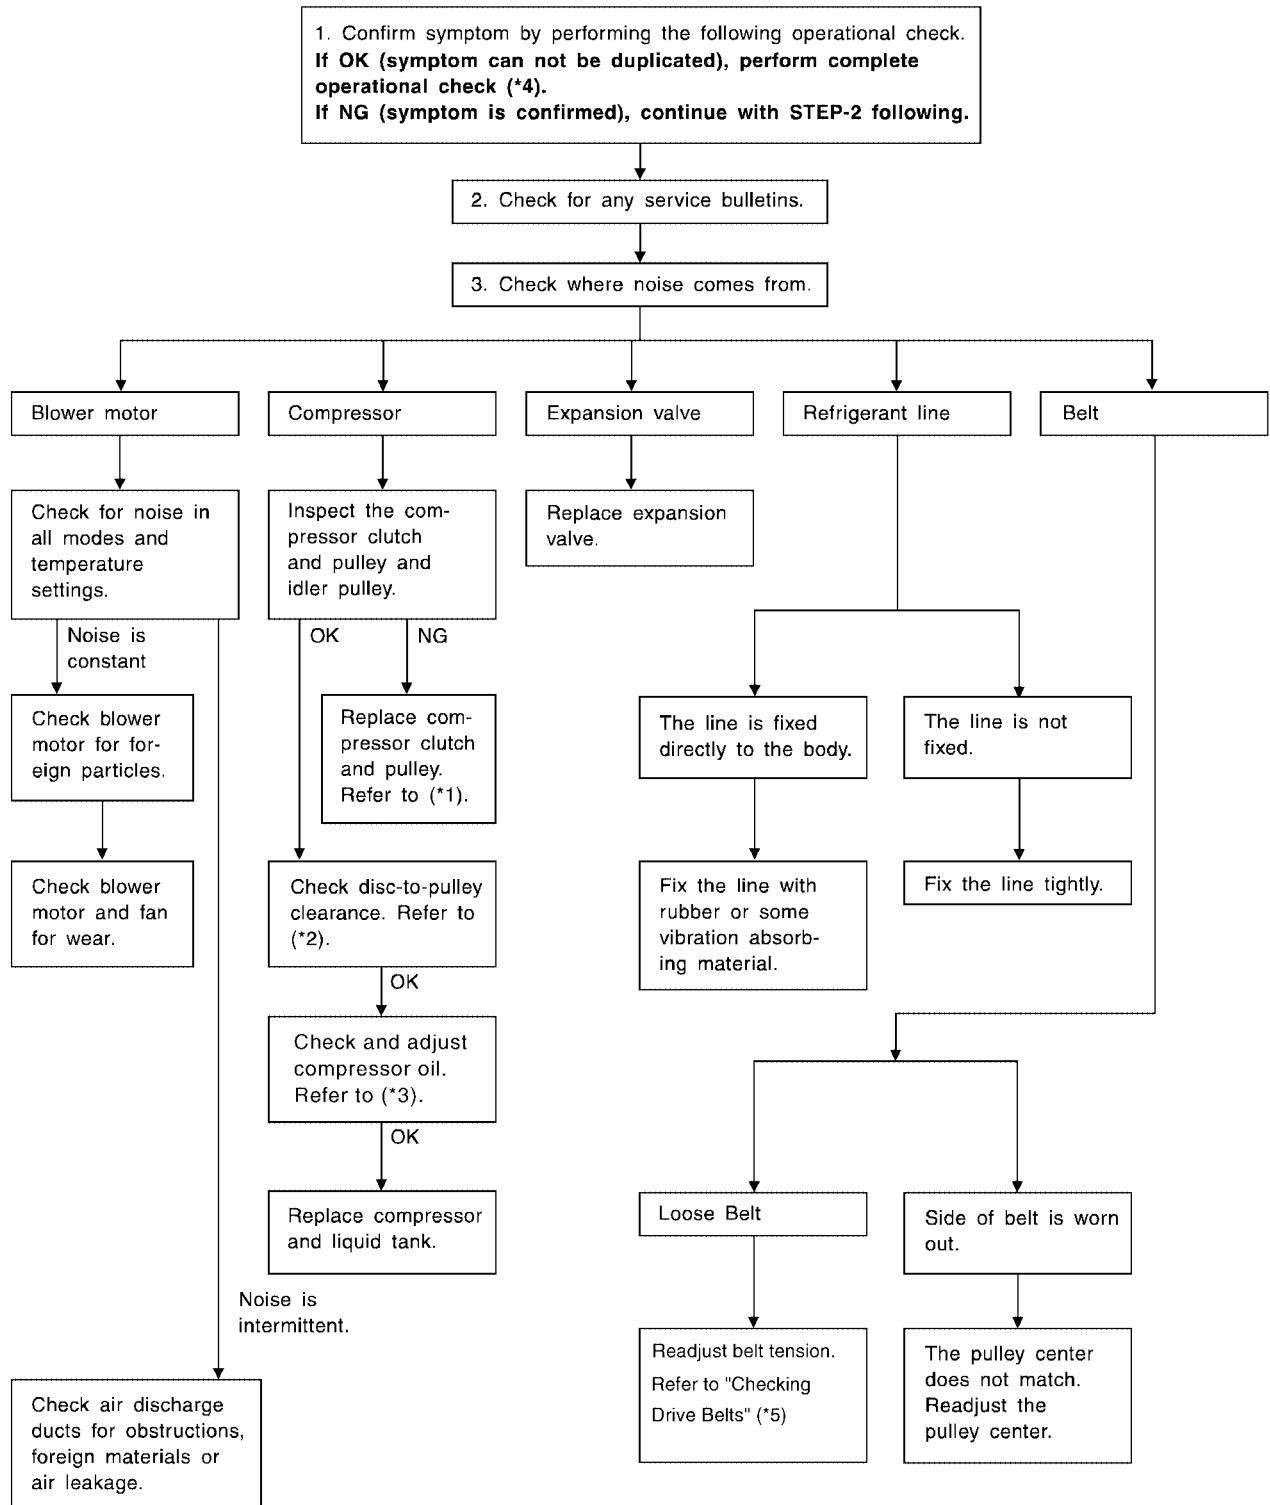 1. Confirm symptom by performing the following operational check.
If OK (symptom can not be duplicated), perform complete
operational check (*4).
If NG (symptom is confirmed), continue with STEP-2 following.
2. Check for any service bulletins.
3. Check where noise comes from.
Blower motor
Compressor
Expansion valve
Refrigerant line
Belt
Check for noise in
all modes and
temperature
settings.
Inspect the com-
pressor clutch
and pulley and
idler pulley.
Replace expansion
valve.
Noise is
constant
OK
NG
Check blower
motor for for-
eign particles.
Replace com-
pressor clutch
and pulley.
Refer to (*1).
The line is fixed
directly to the body.
The line is not
fixed.
Check blower
motor and fan
for wear.
Check disc-to-pulley
clearance. Refer to
(*2).
Fix the line with
rubber or some
vibration absorb-
ing material.
Fix the line tightly.
OK
Check and adjust
compressor oil.
Refer to (*3).
OK
Replace compressor
and liquid tank.
Loose Belt
Side of belt is worn
out.
Noise is
intermittent.
Readjust belt tension.
Refer to "Checking
Drive Belts" (*5)
The pulley center
does not match.
Readjust the
pulley center.
Check air discharge
ducts for obstructions,
foreign materials or
air leakage.